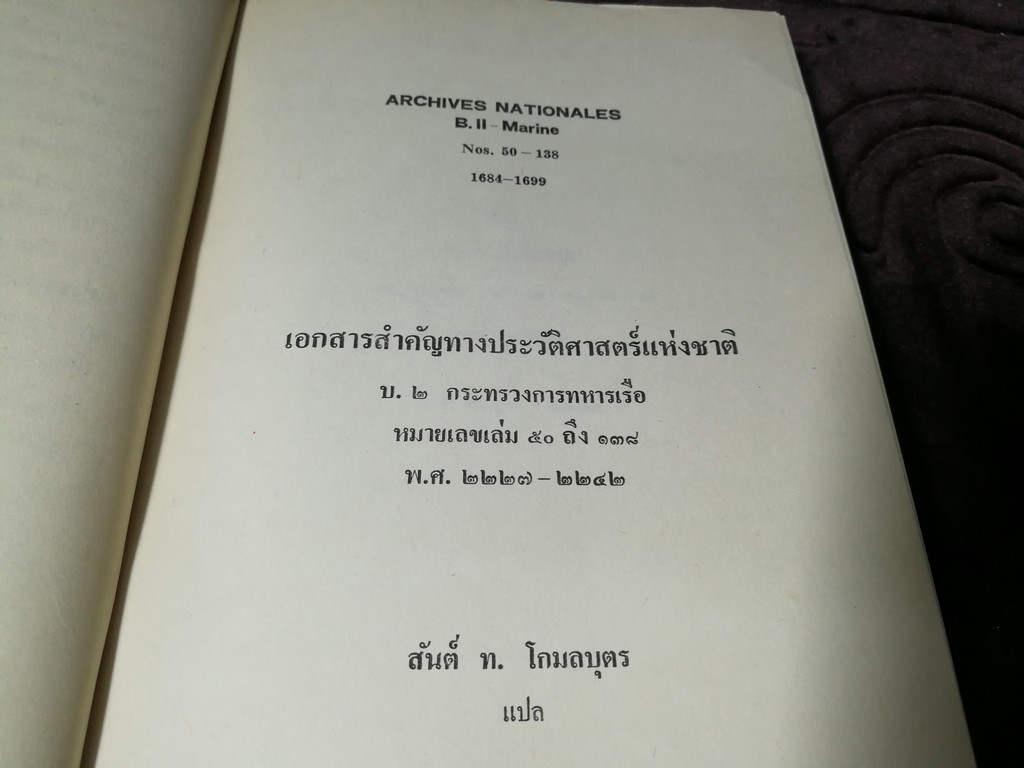 ARCHIVES NATIONALES
B. II - Marine
Nos. 50 – 138
1684–1699
เอกสารสำคัญทางประวัติศาสตร์แห่งชาติ
บ. ๒ กระทรวงการทหารเรือ
หมายเลขเล่ม ๕๐ ถึง ๑๓๘
พ.ศ. ๒๒๒๗ – ๒๒๔๒
สันต์ ท. โกมลบุตร
แปล